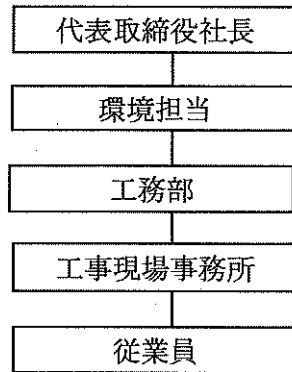 代表取締役社長
環境担当
工務部
工事現場事務所
従業員